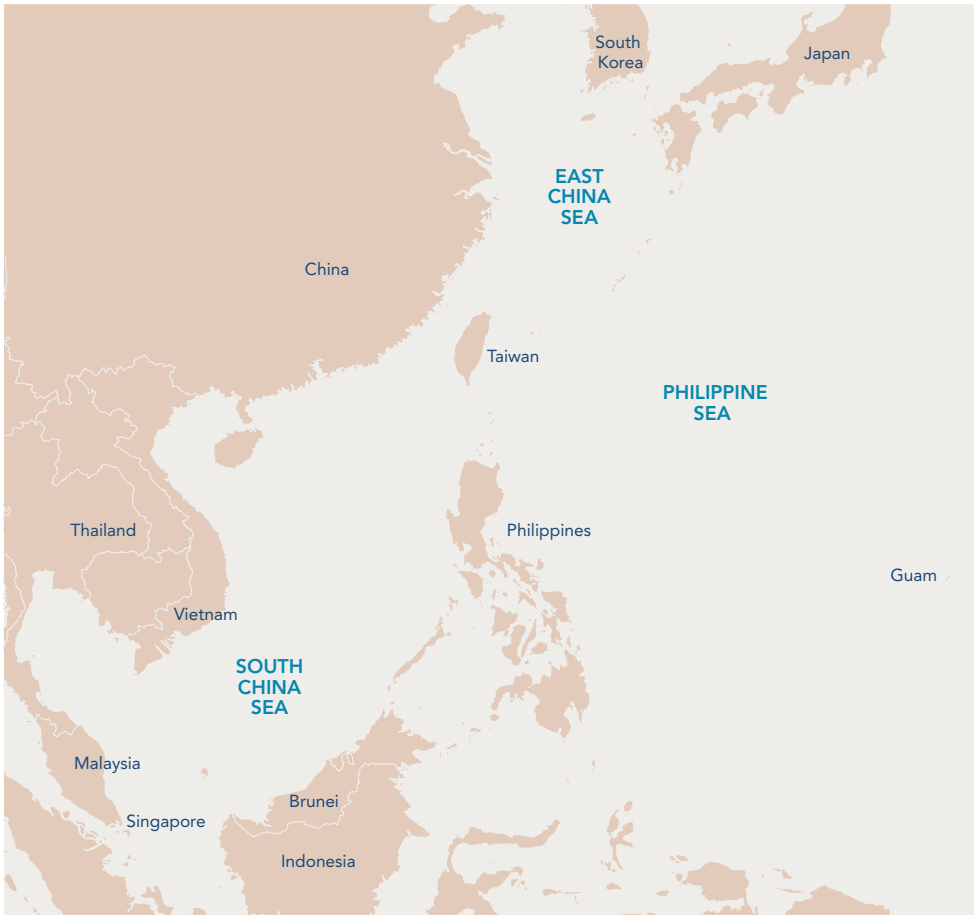 South
Korea
Japan
EAST
CHINA
SEA
China
Taiwan
PHILIPPINE
SEA
Thailand
Philippines
Guam
Vietnam
SOUTH
CHINA
SEA
Malaysia
Brunei
Singapore
Indonesia